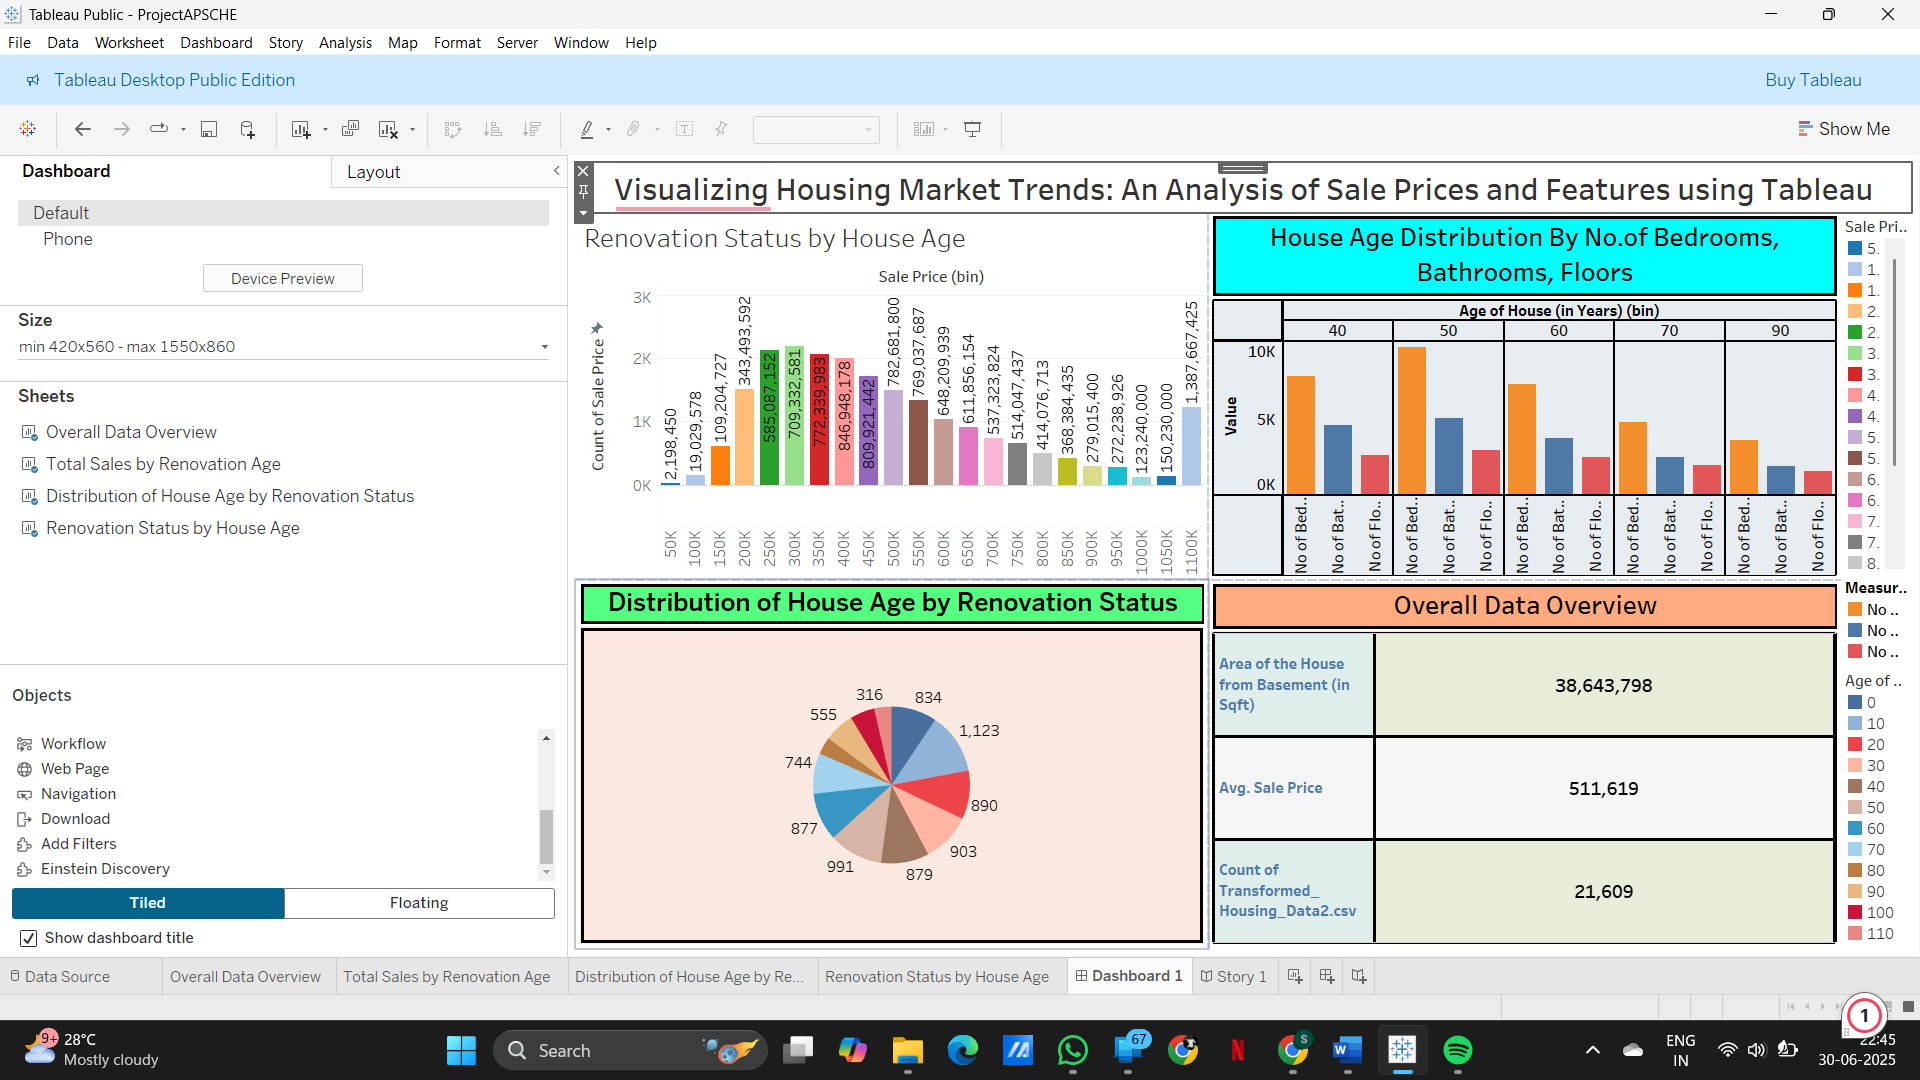 Tableau Public - ProjectAPSCHE
File Data Worksheet Dashboard Story Analysis Map Format Server Window Help
Tableau Desktop Public Edition
Buy Tableau
Show Me
Dashboard
Layout
Default
Phone
Device Preview
Size
min 420x560 - max 1550x860
Sheets
Overall Data Overview
Total Sales by Renovation Age
Distribution of House Age by Renovation Status
Renovation Status by House Age
Objects
Workflow
Web Page
Navigation
Download
Add Filters
Einstein Discovery
Tiled
Floating
Show dashboard title
Visualizing Housing Market Trends: An Analysis of Sale Prices and Features using Tableau
Renovation Status by House Age
Sale Price (bin)
Count of Sale Price
3K
2K
1K
0K
2,198,450
19,029,578
109,204,727
343,493,592
585,087,152
709,332,581
772,339,983
846,948,178
809,921,442
782,681,800
769,037,687
648,209,939
611,856,154
537,323,824
514,047,437
414,076,713
368,384,435
279,015,400
272,238,926
123,240,000
150,230,000
1,387,667,425
50K
100K
150K
200K
250K
300K
350K
400K
450K
500K
550K
600K
650K
700K
750K
800K
850K
900K
950K
1000K
1050K
1100K
House Age Distribution By No.of Bedrooms,
Bathrooms, Floors
Age of House (in Years) (bin)
40 50 60 70 90
Value
10K
5K
0K
No of Bed..
No of Bat..
No of Flo..
No of Bed..
No of Bat..
No of Flo..
No of Bed..
No of Bat..
No of Flo..
No of Bed..
No of Bat..
No of Flo..
No of Bed..
No of Bat..
No of Flo..
Distribution of House Age by Renovation Status
316
834
555
1,123
744
890
877
903
991
879
Overall Data Overview
Area of the House
from Basement (in
Sqft)
38,643,798
Avg. Sale Price
511,619
Count of
Transformed_
Housing_Data2.csv
21,609
Sale Pri..
5.
1.
1.
2.
2.
3.
3.
4.
4.
5.
5.
6.
6.
7.
7.
8.
Measur..
No ..
No ..
No ..
Age of ..
0
10
20
30
40
50
60
70
80
90
100
110
Data Source
Overall Data Overview
Total Sales by Renovation Age
Distribution of House Age by Re...
Renovation Status by House Age
Dashboard 1
Story 1
1
9+
28°C
Mostly cloudy
Search
67
S
N
W
ENG
IN
22:45
30-06-2025